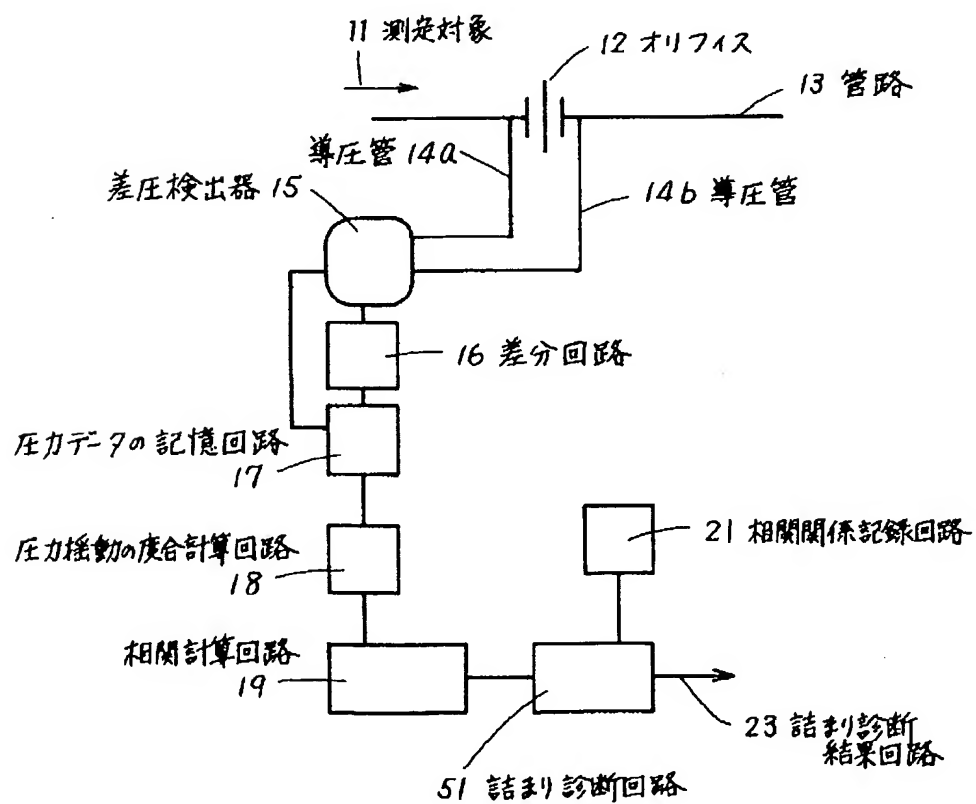 11 測定対象
12 オリフィス
13 管路
導圧管 14a
差圧検出器 15
14b 導圧管
16 差分回路
圧力データの記憶回路
17
圧力揺動の度合計算回路
18
21 相関関係記録回路
相関計算回路
19
23 詰まり診断
結果回路
51 詰まり診断回路